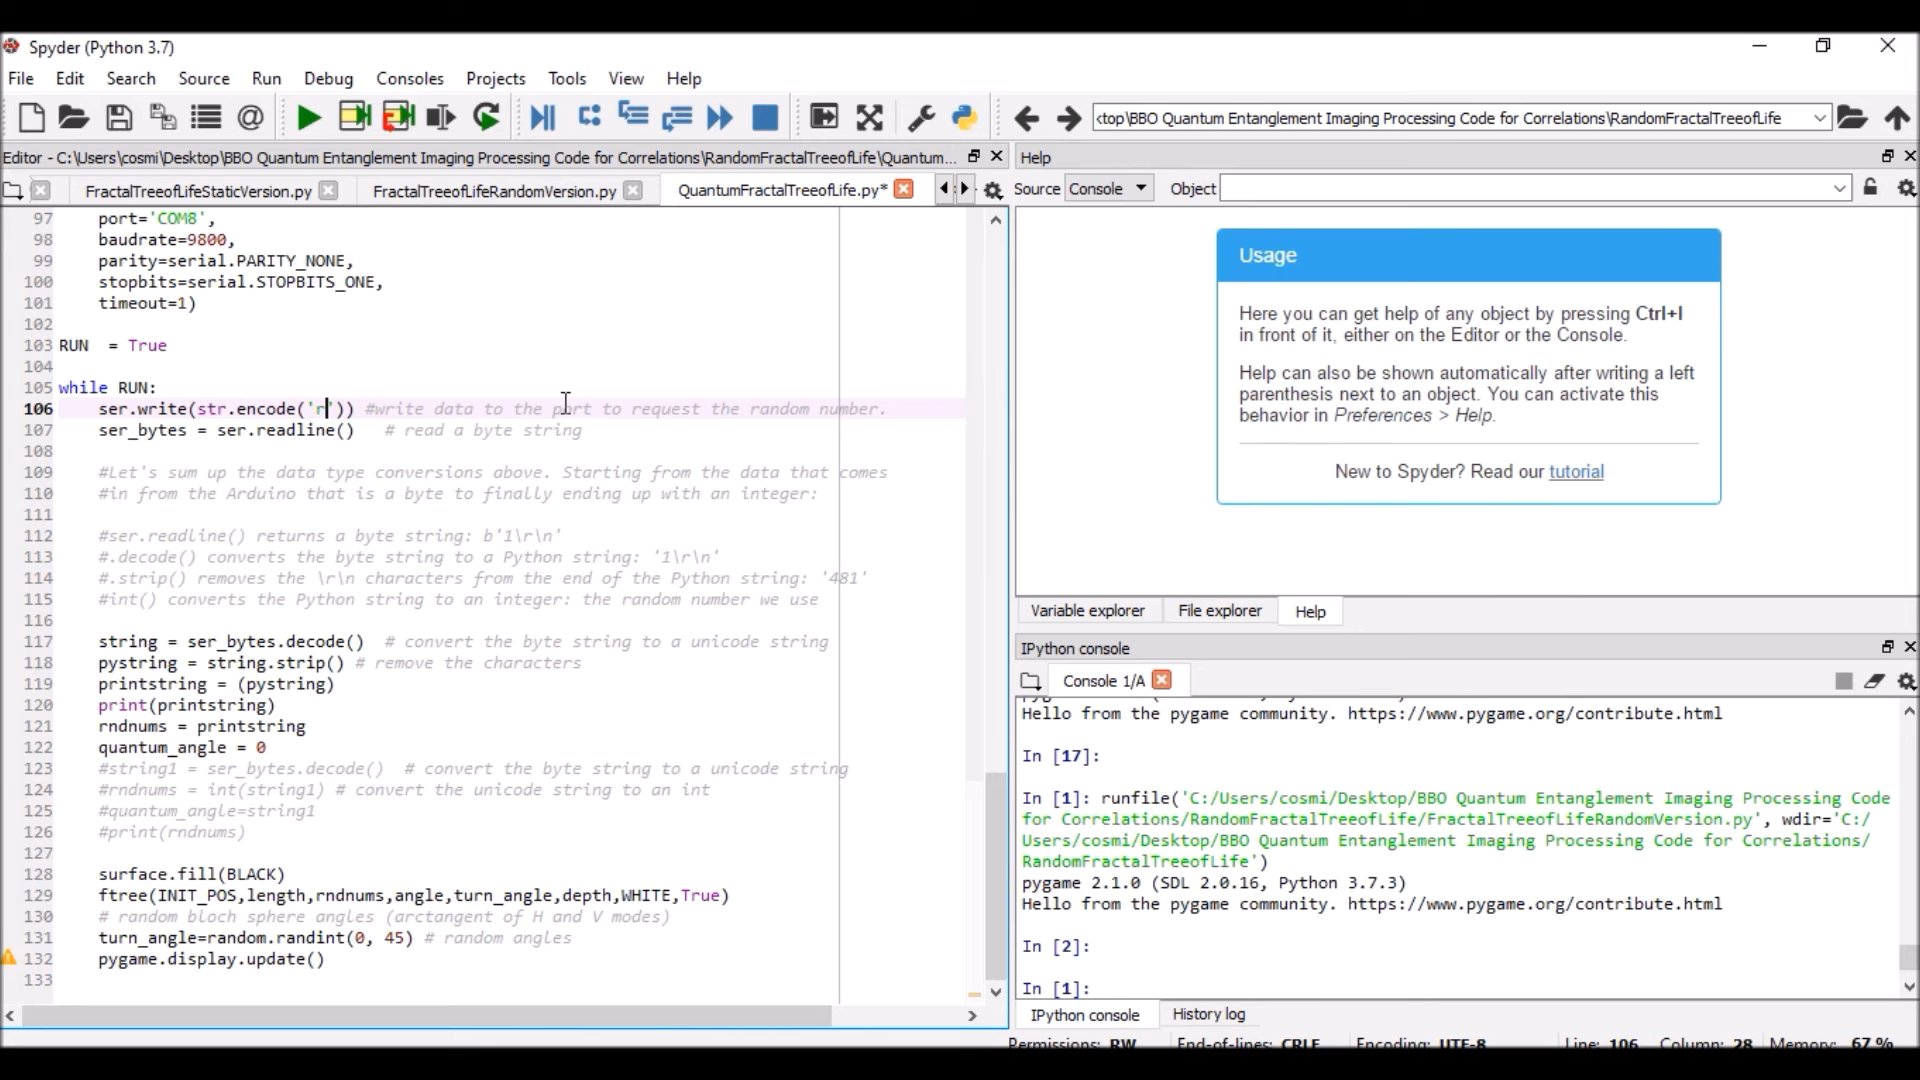 Spyder (Python 3.7)
File Edit Search Source Run Debug Consoles Projects Tools View Help
<top\BBO Quantum Entanglement Imaging Processing Code for Correlations\RandomFractalTreeofLife
Editor - C:\Users\cosmi\Desktop\BBO Quantum Entanglement Imaging Processing Code for Correlations\RandomFractalTreeofLife\Quantum...
FractalTreeofLifeStaticVersion.py FractalTreeofLifeRandomVersion.py QuantumFractalTreeofLife.py*
97 port='COM8',
98 baudrate=9800,
99 parity=serial.PARITY_NONE,
100 stopbits=serial.STOPBITS_ONE,
101 timeout=1)
102
103 RUN  = True
104
105 while RUN:
106 ser.write(str.encode('r')) #write data to the port to request the random number.
107 ser_bytes = ser.readline()   # read a byte string
108
109 #Let's sum up the data type conversions above. Starting from the data that comes
110 #in from the Arduino that is a byte to finally ending up with an integer:
111
112 #ser.readline() returns a byte string: b'1\r\n'
113 #.decode() converts the byte string to a Python string: '1\r\n'
114 #.strip() removes the \r\n characters from the end of the Python string: '481'
115 #int() converts the Python string to an integer: the random number we use
116
117 string = ser_bytes.decode()  # convert the byte string to a unicode string
118 pystring = string.strip() # remove the characters
119 printstring = (pystring)
120 print(printstring)
121 rndnums = printstring
122 quantum_angle = 0
123 #string1 = ser_bytes.decode()  # convert the byte string to a unicode string
124 #rndnums = int(string1) # convert the unicode string to an int
125 #quantum_angle=string1
126 #print(rndnums)
127
128 surface.fill(BLACK)
129 ftree(INIT_POS,length,rndnums,angle,turn_angle,depth,WHITE,True)
130 # random bloch sphere angles (arctangent of H and V modes)
131 turn_angle=random.randint(0, 45) # random angles
132 pygame.display.update()
133
Help
Source Console Object
Usage
Here you can get help of any object by pressing Ctrl+I
in front of it, either on the Editor or the Console.
Help can also be shown automatically after writing a left
parenthesis next to an object. You can activate this
behavior in Preferences > Help.
New to Spyder? Read our tutorial
Variable explorer File explorer Help
IPython console
Console 1/A
Hello from the pygame community. https://www.pygame.org/contribute.html
In [17]:
In [1]: runfile('C:/Users/cosmi/Desktop/BBO Quantum Entanglement Imaging Processing Code
for Correlations/RandomFractalTreeofLife/FractalTreeofLifeRandomVersion.py', wdir='C:/
Users/cosmi/Desktop/BBO Quantum Entanglement Imaging Processing Code for Correlations/
RandomFractalTreeofLife')
pygame 2.1.0 (SDL 2.0.16, Python 3.7.3)
Hello from the pygame community. https://www.pygame.org/contribute.html
In [2]:
In [1]:
IPython console History log
Permissions: RW End-of-lines: CRLF Encoding: UTF-8 Line: 106 Column: 28 Memory: 67 %